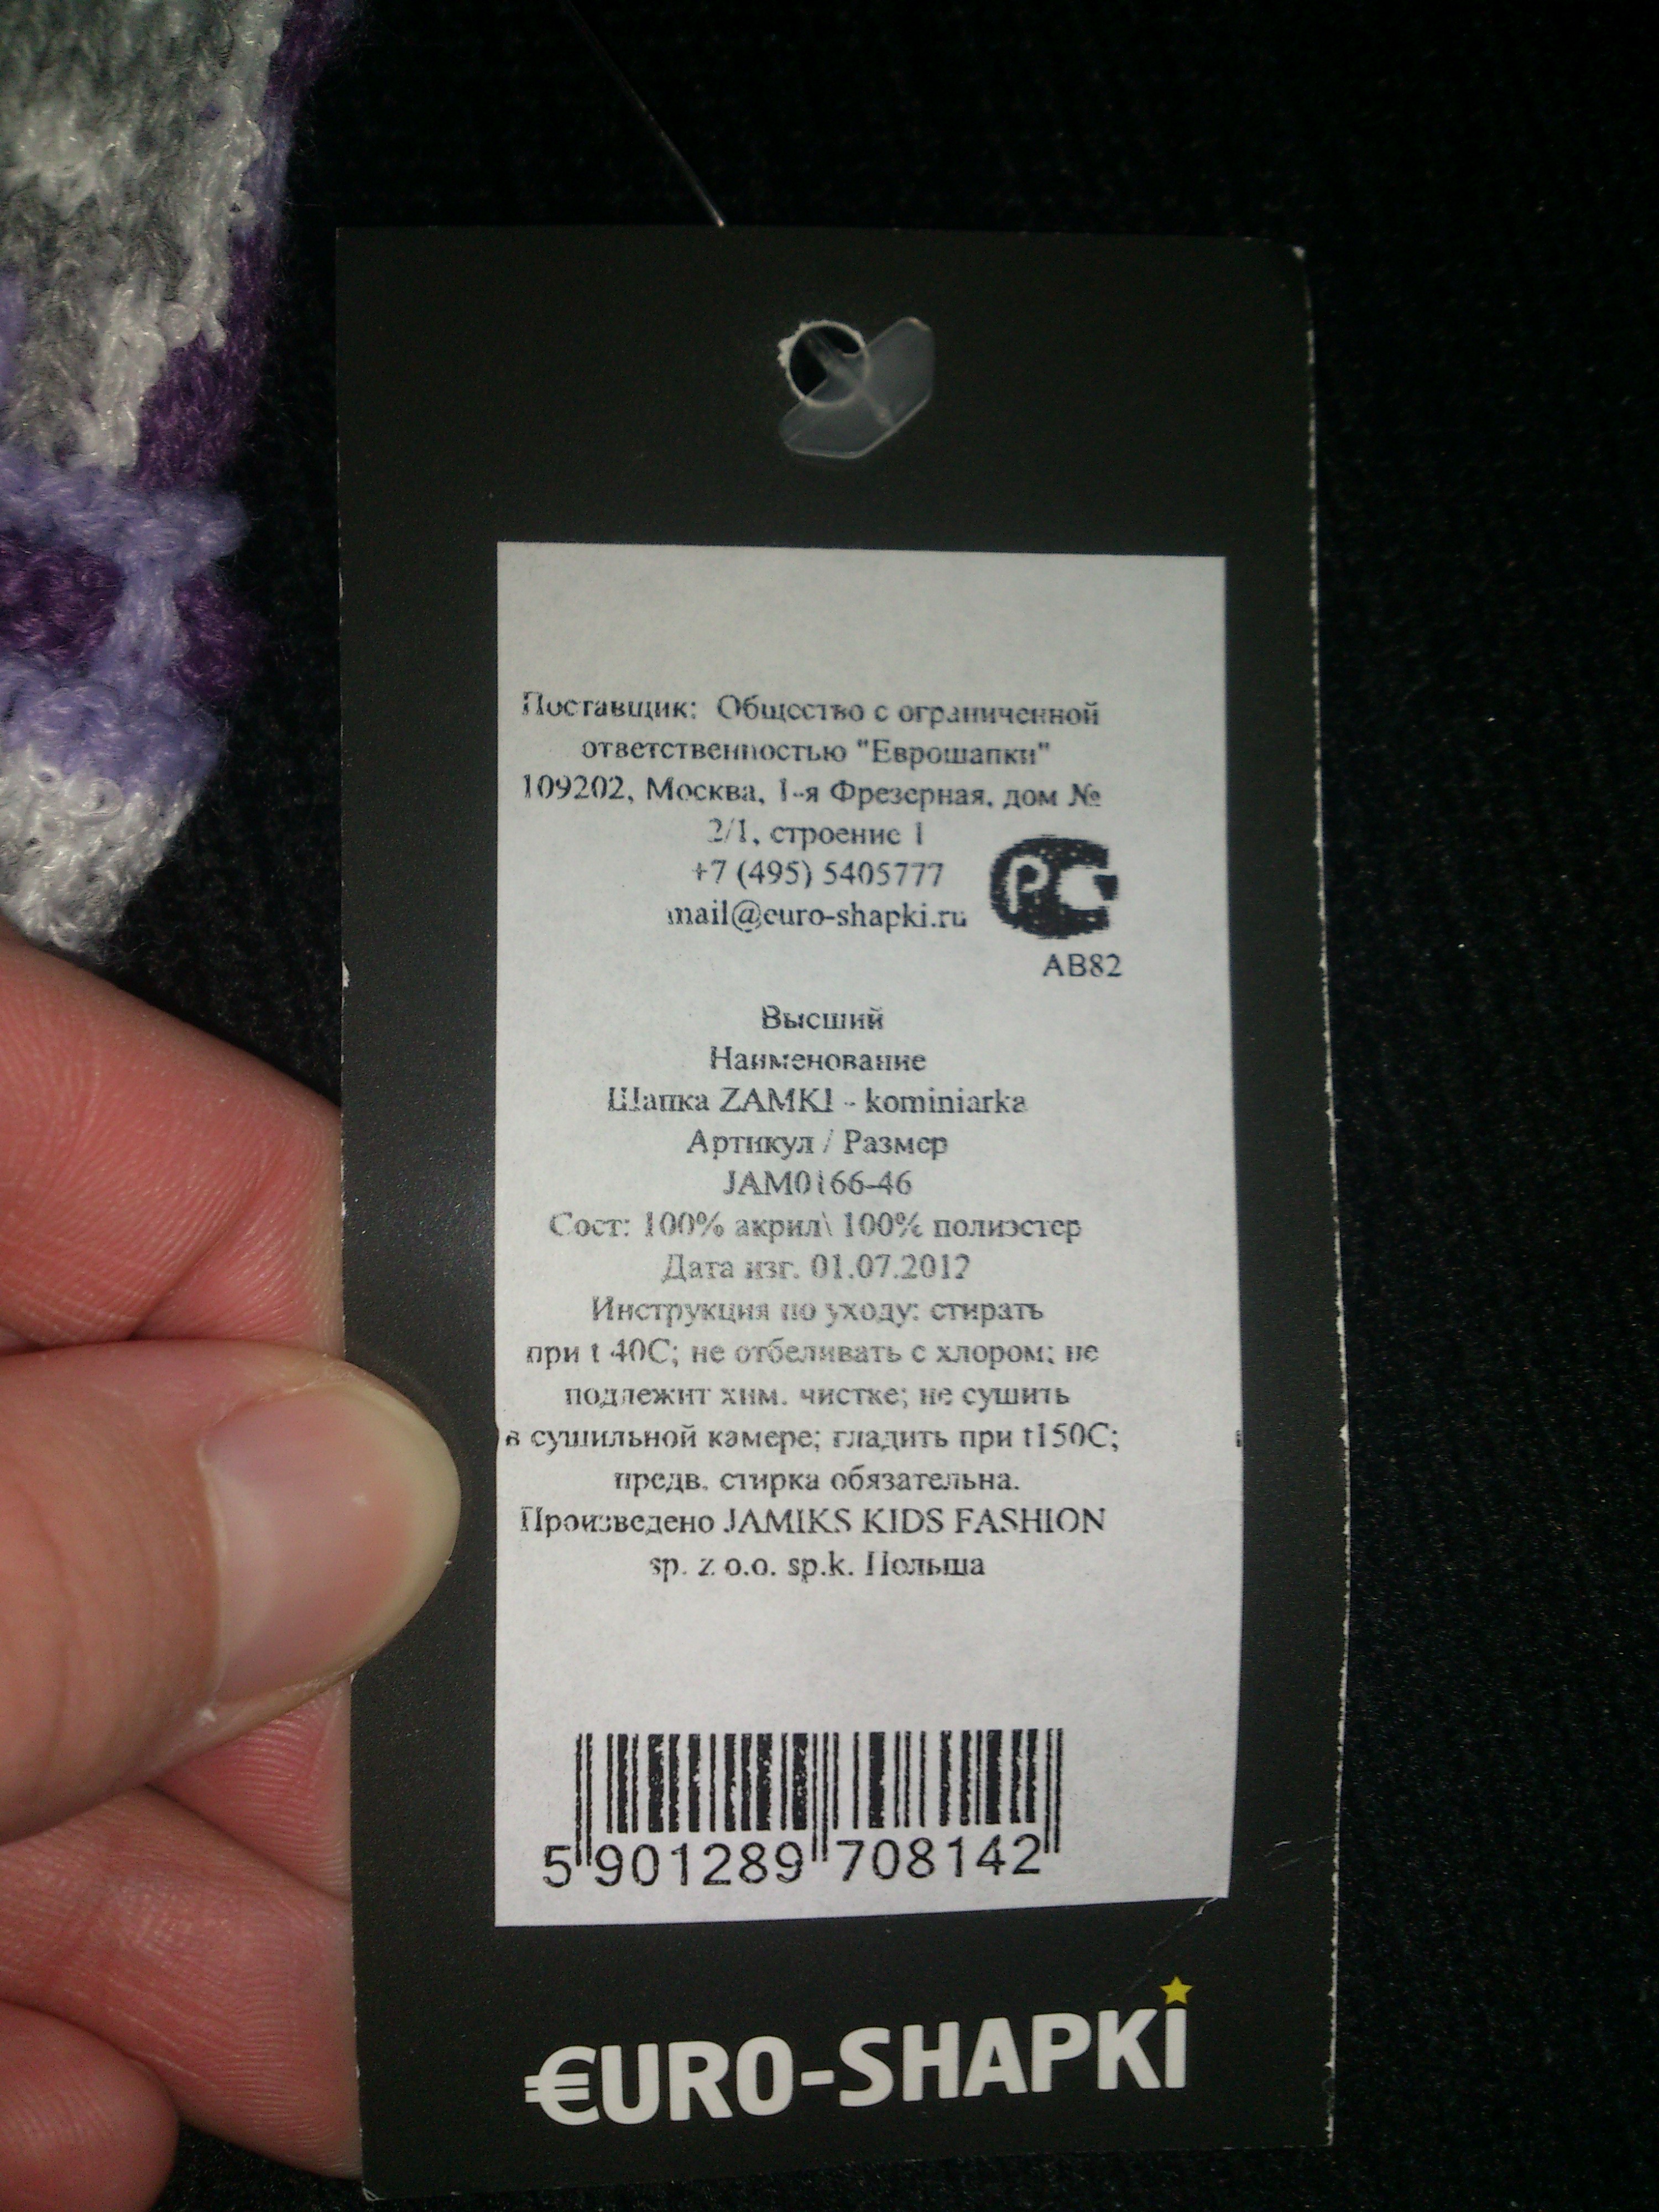 Поставщик: Общество с ограниченной
ответственностью "Еврошапки"
109202, Москва, 1-я Фрезерная, дом №
2/1, строение 1
+7 (495) 5405777
mail@euro-shapki.ru
РС
АВ82
Высший
Наименование
Шапка ZAMKI - kominiarka
Артикул / Размер
JAM0166-46
Сост: 100% акрил\ 100% полиэстер
Дата изг. 01.07.2012
Инструкция по уходу: стирать
при t 40C; не отбеливать с хлором; не
подлежит хим. чистке; не сушить
в сушильной камере; гладить при t150C;
предв. стирка обязательна.
Произведено JAMIKS KIDS FASHION
sp. z o.o. sp.k. Польша
5 901289 708142
€URO-SHAPKI